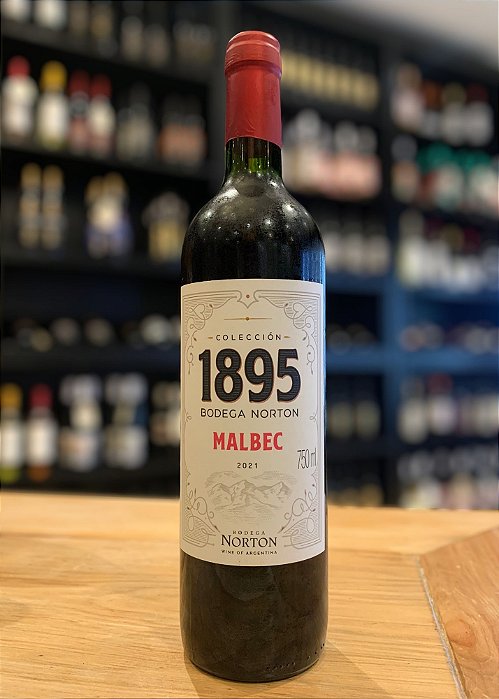 COLECCIÓN
1895
BODEGA NORTON
MALBEC
2021
750 ml
BODEGA
NORTON
WINE OF ARGENTINA